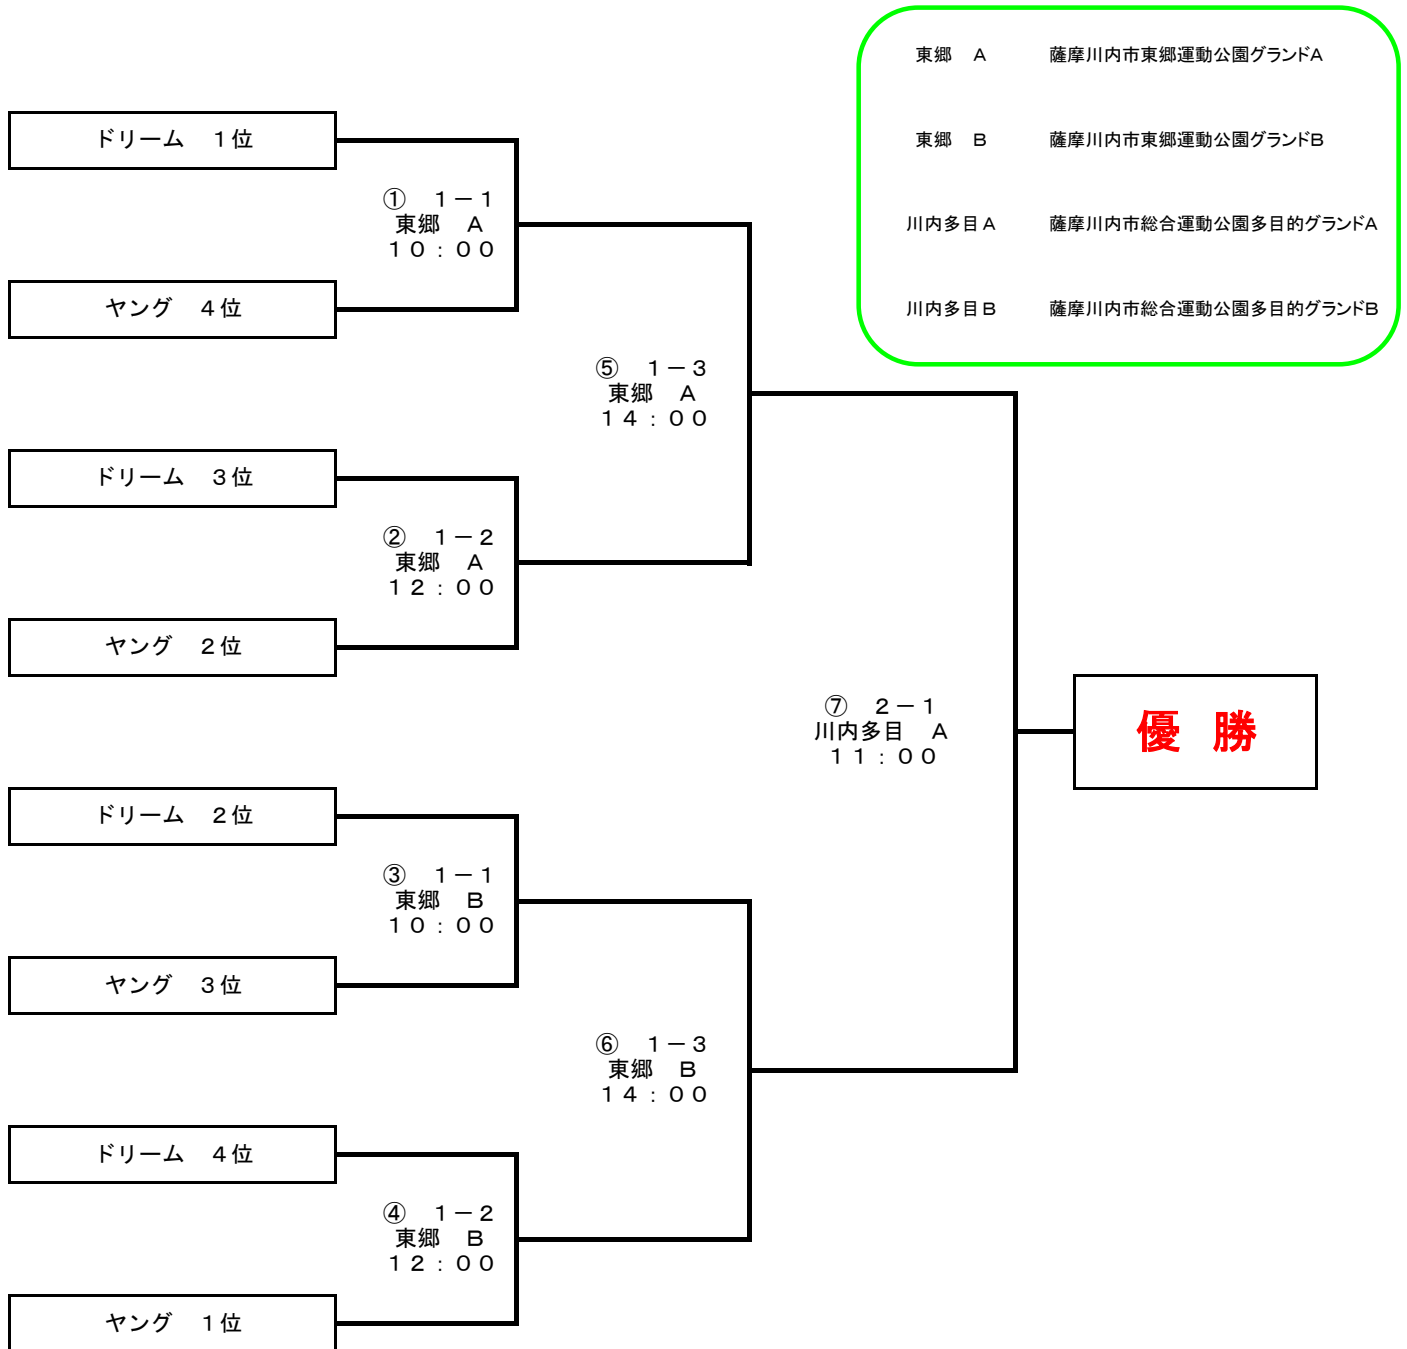 東郷　A　薩摩川内市東郷運動公園グランドA
東郷　B　薩摩川内市東郷運動公園グランドB
川内多目A　薩摩川内市総合運動公園多目的グランドA
川内多目B　薩摩川内市総合運動公園多目的グランドB
ドリーム　1位
①　1－1
東郷　A
10：00
ヤング　4位
⑤　1－3
東郷　A
14：00
ドリーム　3位
②　1－2
東郷　A
12：00
ヤング　2位
⑦　2－1
川内多目　A
11：00
優　勝
ドリーム　2位
③　1－1
東郷　B
10：00
ヤング　3位
⑥　1－3
東郷　B
14：00
ドリーム　4位
④　1－2
東郷　B
12：00
ヤング　1位